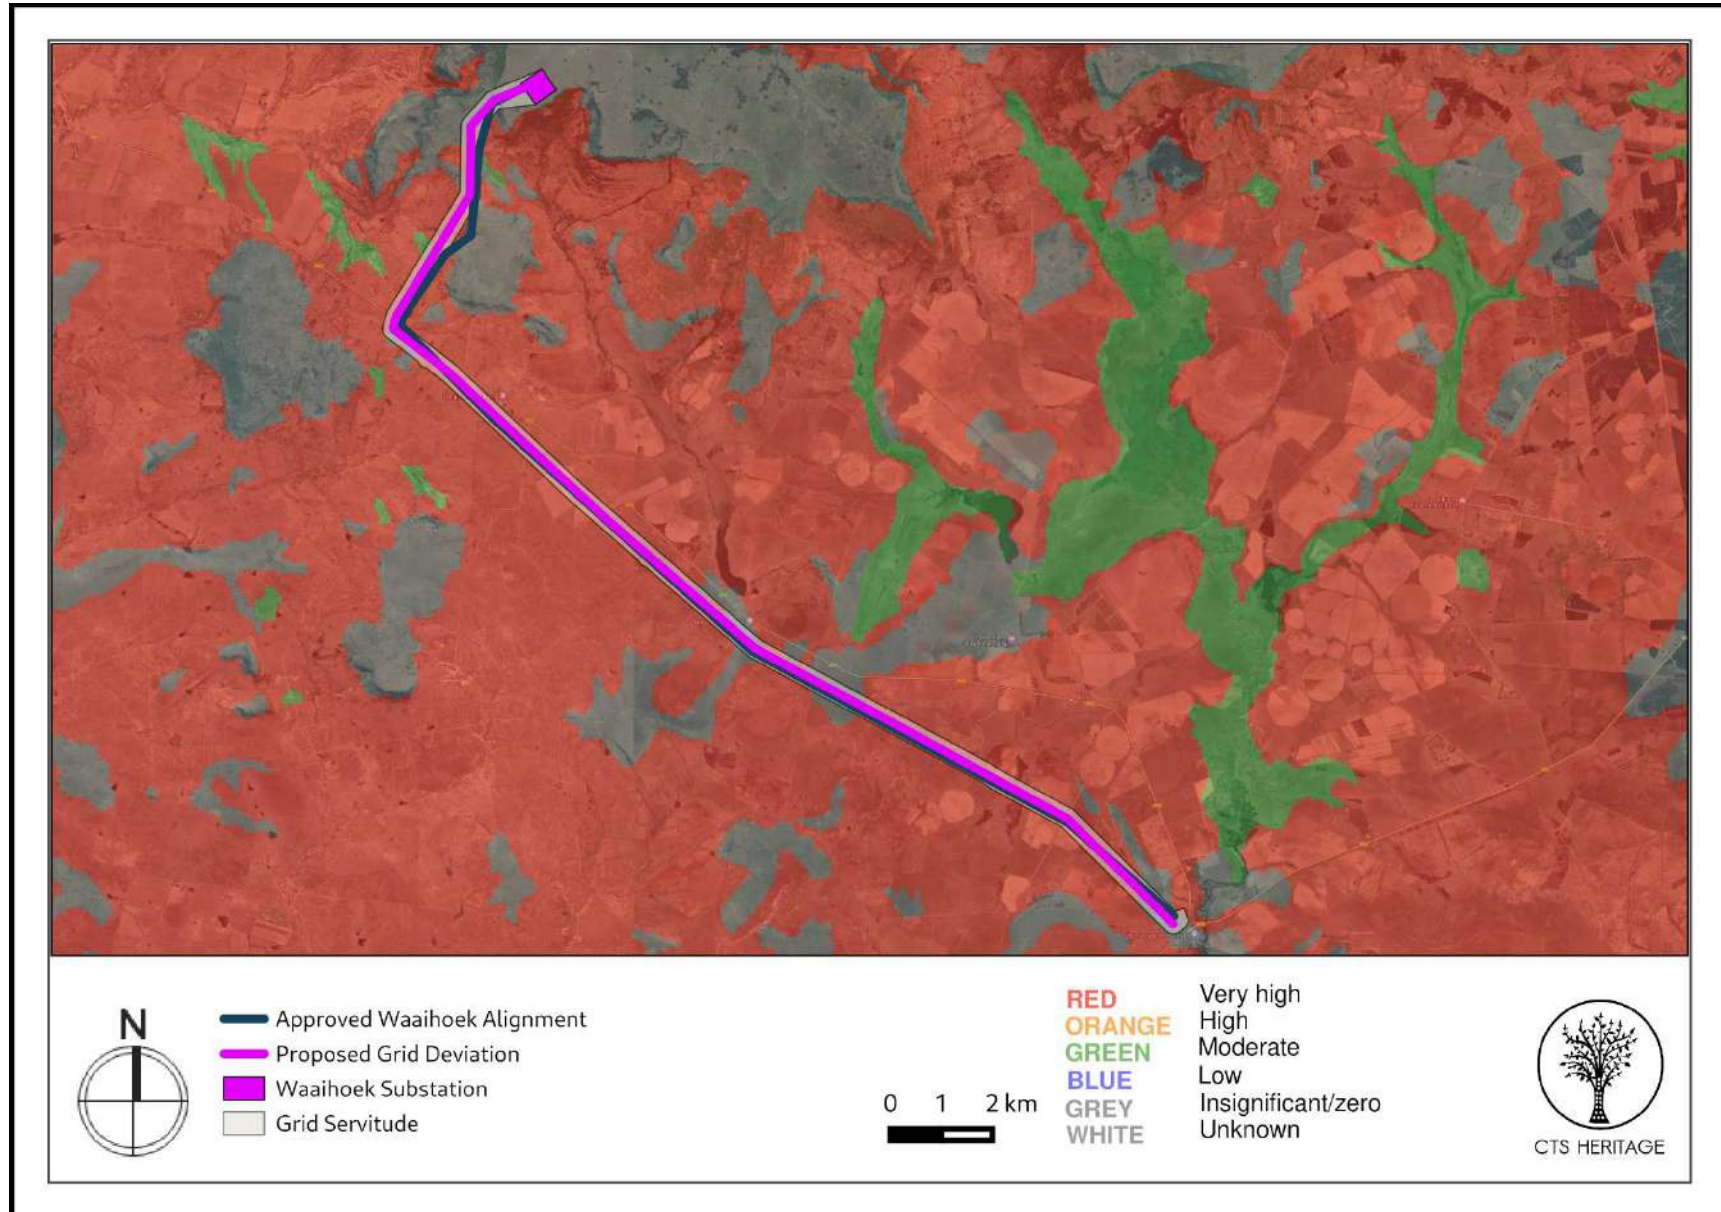 N
Approved Waaihoek Alignment
Proposed Grid Deviation
Waaihoek Substation
Grid Servitude
0 1 2 km
RED Very high
ORANGE High
GREEN Moderate
BLUE Low
GREY Insignificant/zero
WHITE Unknown
CTS HERITAGE